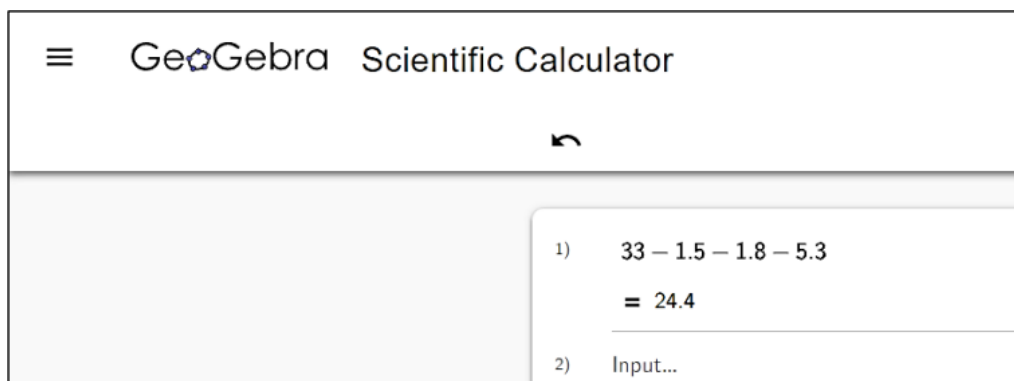 GeoGebra Scientific Calculator
1) 33 – 1.5 – 1.8 – 5.3
= 24.4
2) Input...